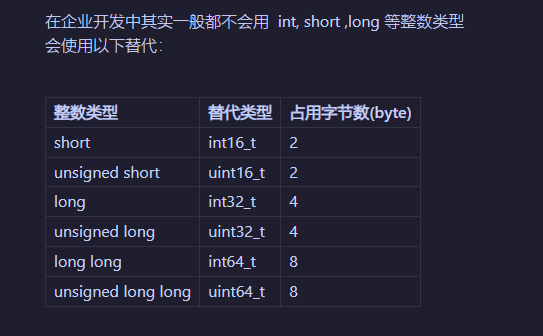 在企业开发中其实一般都不会用 int, short ,long 等整数类型
会使用以下替代：
整数类型 替代类型 占用字节数(byte)
short int16_t 2
unsigned short uint16_t 2
long int32_t 4
unsigned long uint32_t 4
long long int64_t 8
unsigned long long uint64_t 8